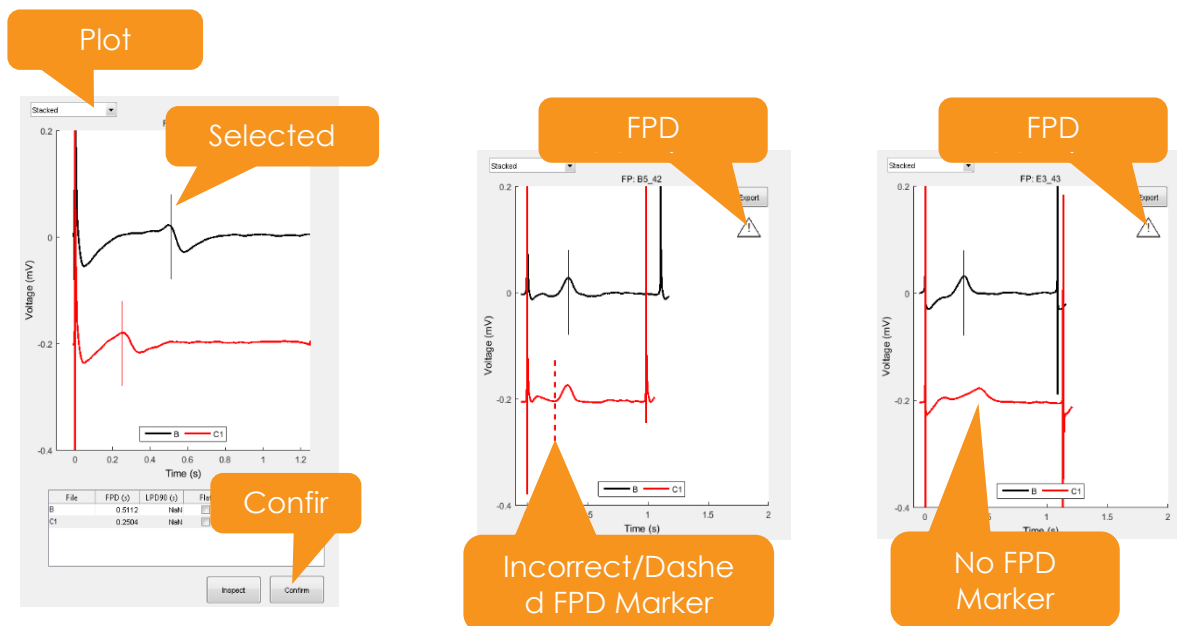 Plot
Stacked
Selected
0.2
0
-0.2
-0.4
Voltage (mV)
0 0.2 0.4 0.6 0.8 1 1.2
Time (s)
B C1
File FPD (s) LPD90 (s)
B 0.5112 NaN
C1 0.2504 NaN
Confir
Inspect Confirm
FPD
Stacked
FP: B5_42
0.2
0
-0.2
-0.4
Voltage (mV)
1 1.5 2
Time (s)
B C1
Incorrect/Dashe
d FPD Marker
FPD
Stacked
FP: E3_43
Export
0.2
0
-0.2
-0.4
Voltage (mV)
0 1 1.5 2
Time (s)
B C1
No FPD
Marker